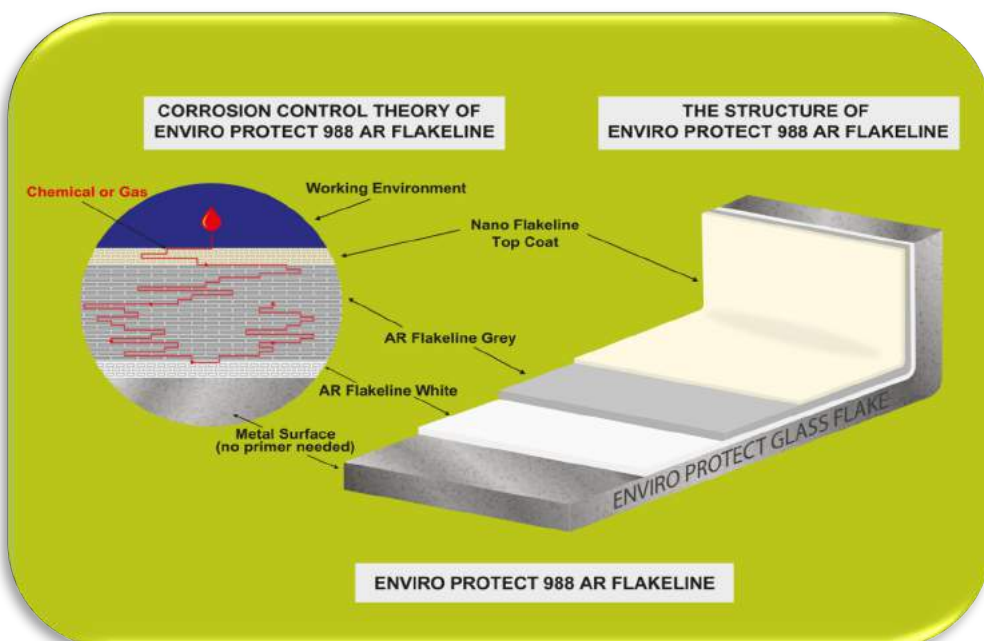 CORROSION CONTROL THEORY OF
ENVIRO PROTECT 988 AR FLAKELINE
THE STRUCTURE OF
ENVIRO PROTECT 988 AR FLAKELINE
Chemical or Gas
Working Environment
Nano Flakeline
Top Coat
AR Flakeline Grey
AR Flakeline White
Metal Surface
(no primer needed)
ENVIRO PROTECT GLASS FLAKE
ENVIRO PROTECT 988 AR FLAKELINE